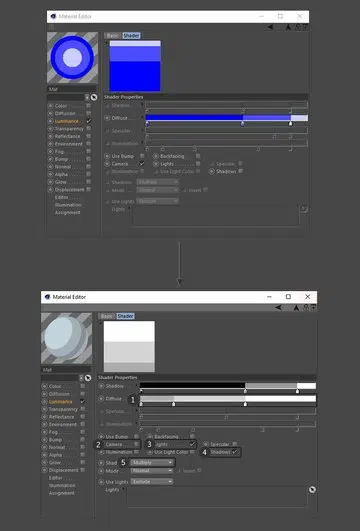 Material Editor
Basic Shader
Shader Properties
Shadow
Mat
Color
Diffuse
Diffusion
Luminance
Specular
Transparency
Reflectance
Illumination
Environment
Fog
Use Bump Backfacing
Bump
Camera Lights Specular
Normal
Illumination Use Light Color Shadows
Alpha
Glow
Shadows Multiple
Displacement
Mode Normal Invert
Editor
Illumination
Use Lights Exclude
Assignment
Lights
Material Editor
Basic Shader
Mat
Shader Properties
Color
Shadow
Diffusion
Luminance
Diffuse 1
Transparency
Specular
Reflectance
Environment
Illumination
Fog
Use Bump Backfacing
Bump
2 Camera 3 Lights Specular
Normal
Illumination Use Light Color 4 Shadows
Alpha
Glow
Shad 5 Multiple
Displacement
Mode Normal Invert
Editor
Illumination
Use Lights Exclude
Assignment
Lights